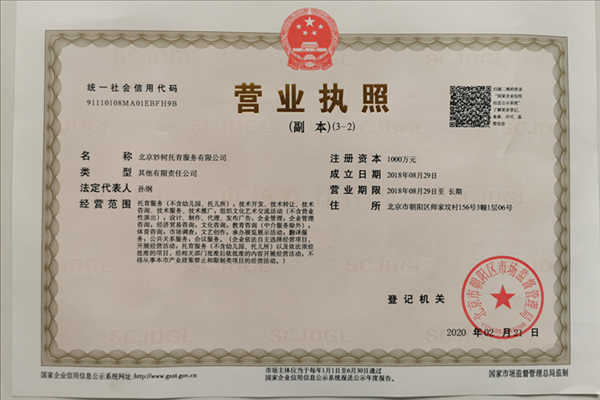 统一社会信用代码
91110108MA01EBFH9B
营业执照
(副 本)(3-2)
扫描二维码登录
“国家企业信用
信息公示系统”
了解更多登记、
备案、许可、监
管信息
名 称 北京妙树托育服务有限公司
类 型 其他有限责任公司
法定代表人 孙纲
经营范围 托育服务（不含幼儿园、托儿所）；技术开发、技术转让、技术
咨询、技术服务、技术推广；组织文化艺术交流活动（不含营业
性演出）；设计、制作、代理、发布广告；企业管理；企业管理
咨询；经济贸易咨询；文化咨询；教育咨询（中介服务除外）；
体育咨询；市场调查；文艺创作；承办展览展示活动；翻译服
务；公共关系服务；会议服务。（企业依法自主选择经营项目，
开展经营活动；托育服务（不含幼儿园、托儿所）以及依法须经
批准的项目，经相关部门批准后依批准的内容开展经营活动；不
得从事本市产业政策禁止和限制类项目的经营活动。）
注册资本 1000万元
成立日期 2018年08月29日
营业期限 2018年08月29日至 长期
住 所 北京市朝阳区师家坟村156号3幢1层06号
登记机关
北京市朝阳区市场监督管理局
2020 年 02 月 21 日
国家企业信用信息公示系统网址：http://www.gsxt.gov.cn
市场主体应当于每年1月1日至6月30日通过
国家企业信用信息公示系统报送公示年度报告。
国家市场监督管理总局监制